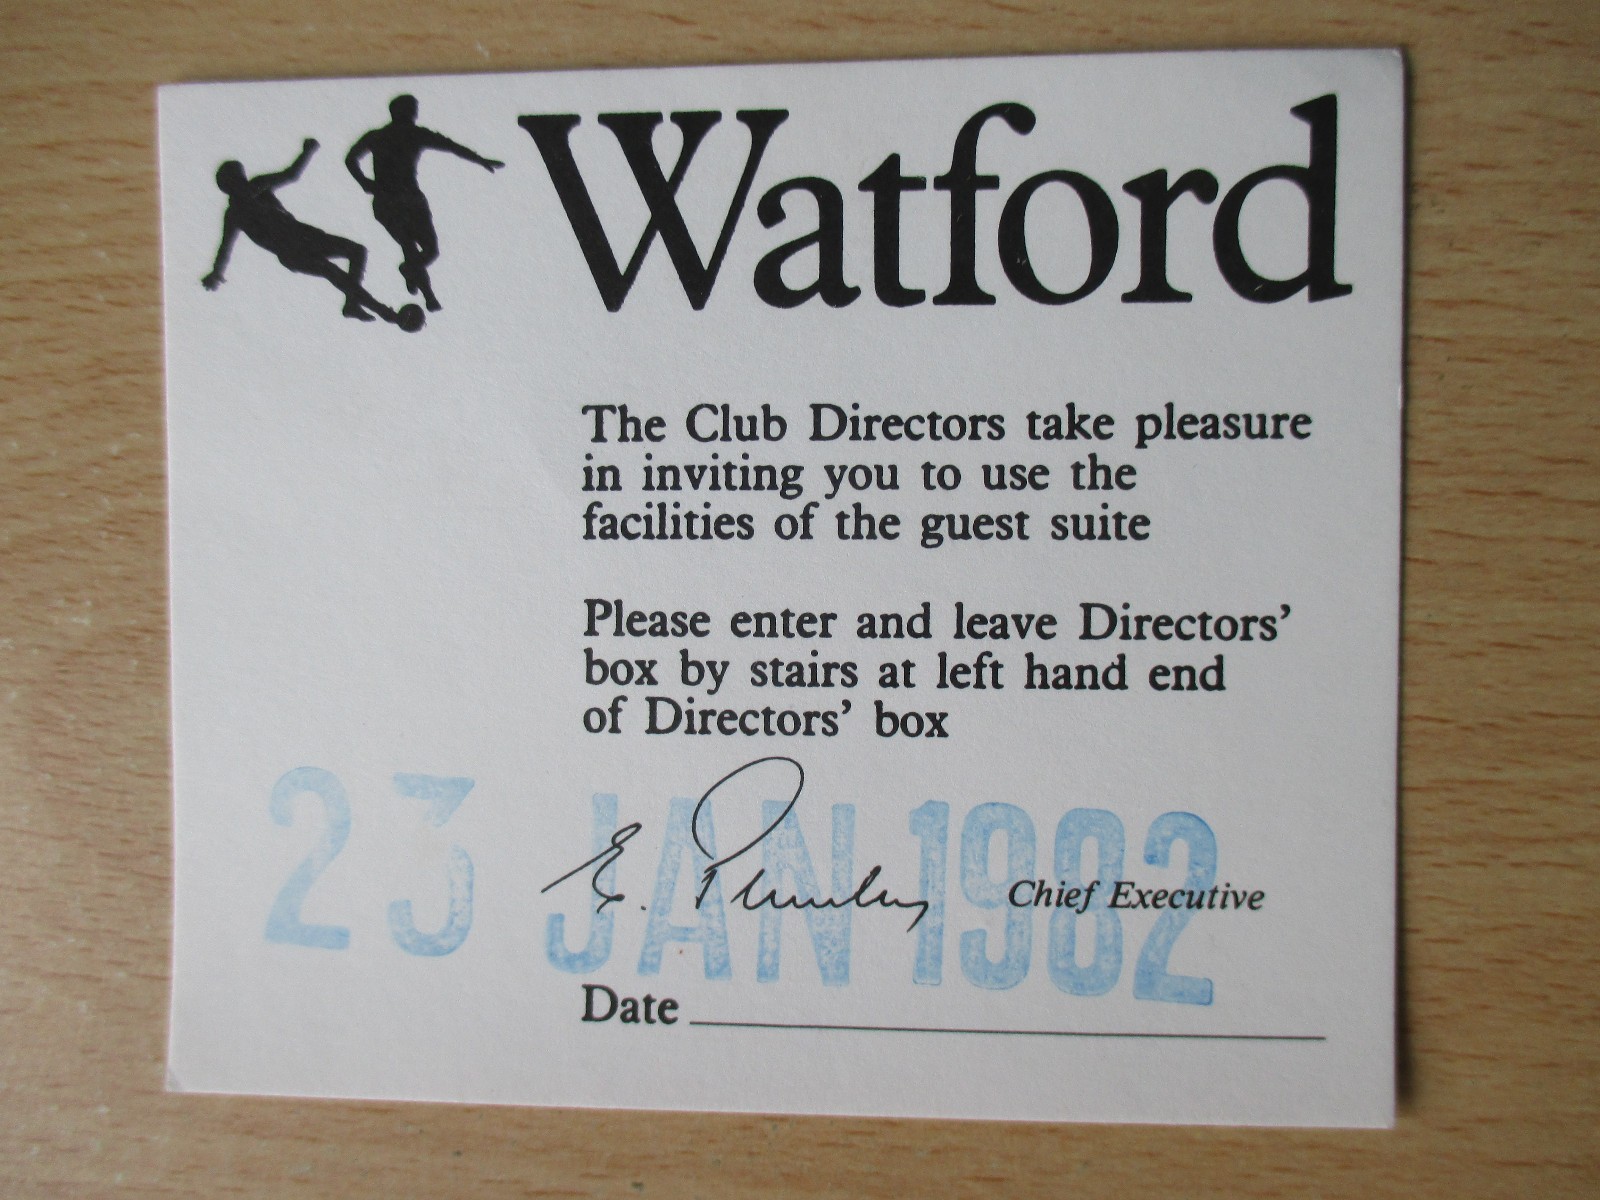 Watford
The Club Directors take pleasure
in inviting you to use the
facilities of the guest suite
Please enter and leave Directors'
box by stairs at left hand end
of Directors' box
23 JAN 1982
E. Plumley Chief Executive
Date